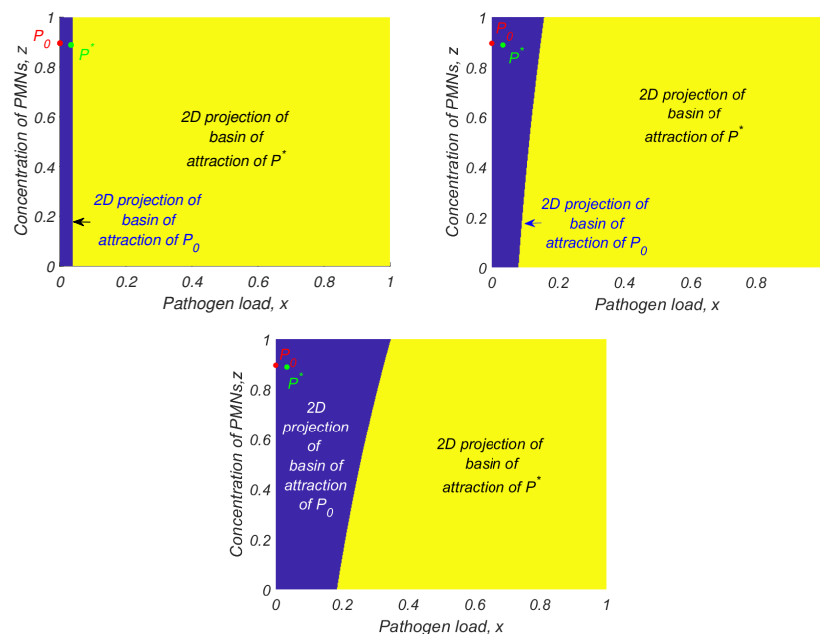 Concentration of PMNs, z
1
0.8
0.6
0.4
0.2
0
P0
P*
2D projection of
basin of
attraction of P*
2D projection of
basin of
attraction of P0
0
0.2
0.4
0.6
0.8
1
Pathogen load, x
Concentration of PMNs, z
1
0.8
0.6
0.4
0.2
0
P0
P*
2D projection of
basin of
attraction of P*
2D projection of
basin of
attraction of P0
0
0.2
0.4
0.6
0.8
Pathogen load, x
Concentration of PMNs,z
1
0.8
0.6
0.4
0.2
0
P0
P*
2D
projection
of
basin of
attraction
of P0
2D projection of
basin of
attraction of P*
0
0.2
0.4
0.6
0.8
1
Pathogen load, x